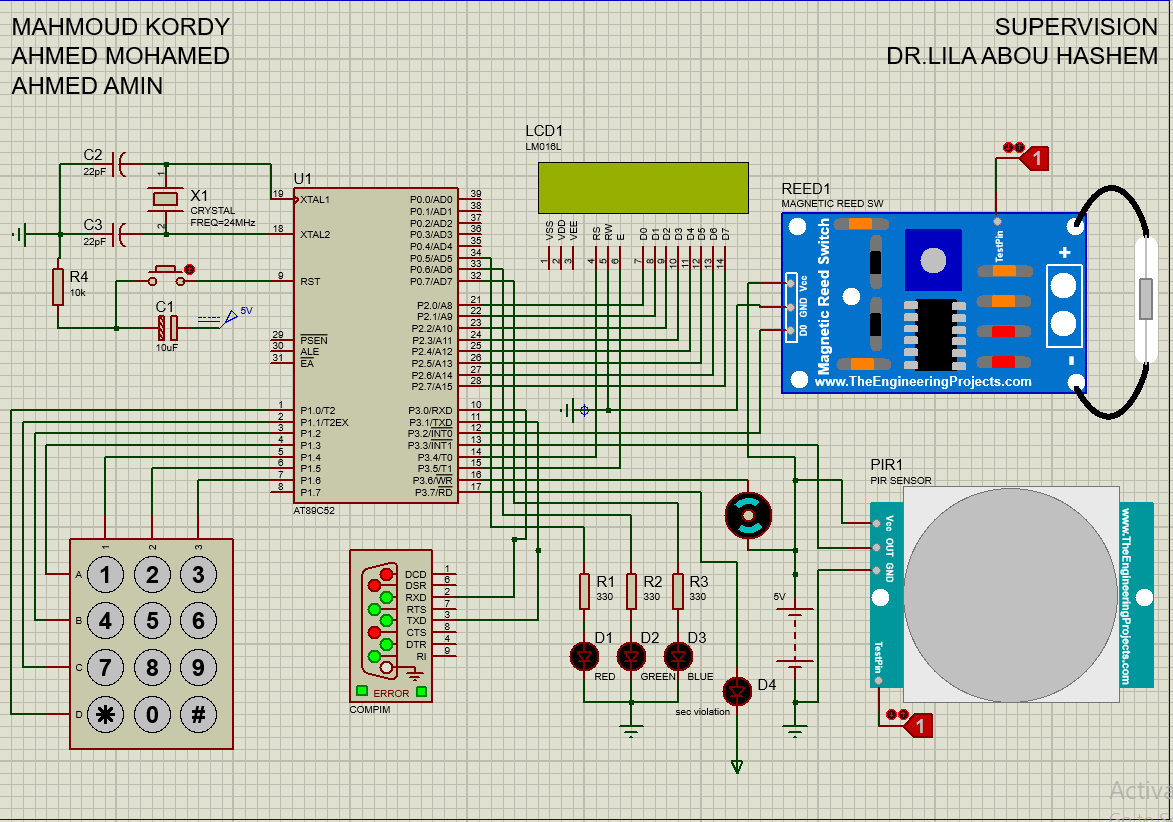 MAHMOUD KORDY
AHMED MOHAMED
AHMED AMIN
SUPERVISION
DR.LILA ABOU HASHEM
LCD1
LM016L
VSS
VDD
VEE
RS
RW
E
D0
D1
D2
D3
D4
D5
D6
D7
1
2
3
4
5
6
7
8
9
10
11
12
13
14
C2
22pF
C3
22pF
1
2
X1
CRYSTAL
FREQ=24MHz
R4
10k
C1
10uF
5V
U1
19 XTAL1
18 XTAL2
9 RST
29 PSEN
30 ALE
31 EA
1 P1.0/T2
2 P1.1/T2EX
3 P1.2
4 P1.3
5 P1.4
6 P1.5
7 P1.6
8 P1.7
P0.0/AD0 39
P0.1/AD1 38
P0.2/AD2 37
P0.3/AD3 36
P0.4/AD4 35
P0.5/AD5 34
P0.6/AD6 33
P0.7/AD7 32
P2.0/A8 21
P2.1/A9 22
P2.2/A10 23
P2.3/A11 24
P2.4/A12 25
P2.5/A13 26
P2.6/A14 27
P2.7/A15 28
P3.0/RXD 10
P3.1/TXD 11
P3.2/INT0 12
P3.3/INT1 13
P3.4/T0 14
P3.5/T1 15
P3.6/WR 16
P3.7/RD 17
AT89C52
REED1
MAGNETIC REED SW
1
TestPin
Magnetic Reed Switch
Vcc
GND
D0
+
-
www.TheEngineeringProjects.com
PIR1
PIR SENSOR
Vcc
OUT
GND
TestPin
www.TheEngineeringProjects.com
1
1
2
3
A
B
C
D
1 2 3
4 5 6
7 8 9
* 0 #
DCD 1
DSR 6
RXD 2
RTS 7
TXD 3
CTS 8
DTR 4
RI 9
ERROR
COMPIM
R1
330
R2
330
R3
330
D1
RED
D2
GREEN
D3
BLUE
D4
sec violation
5V
Activa